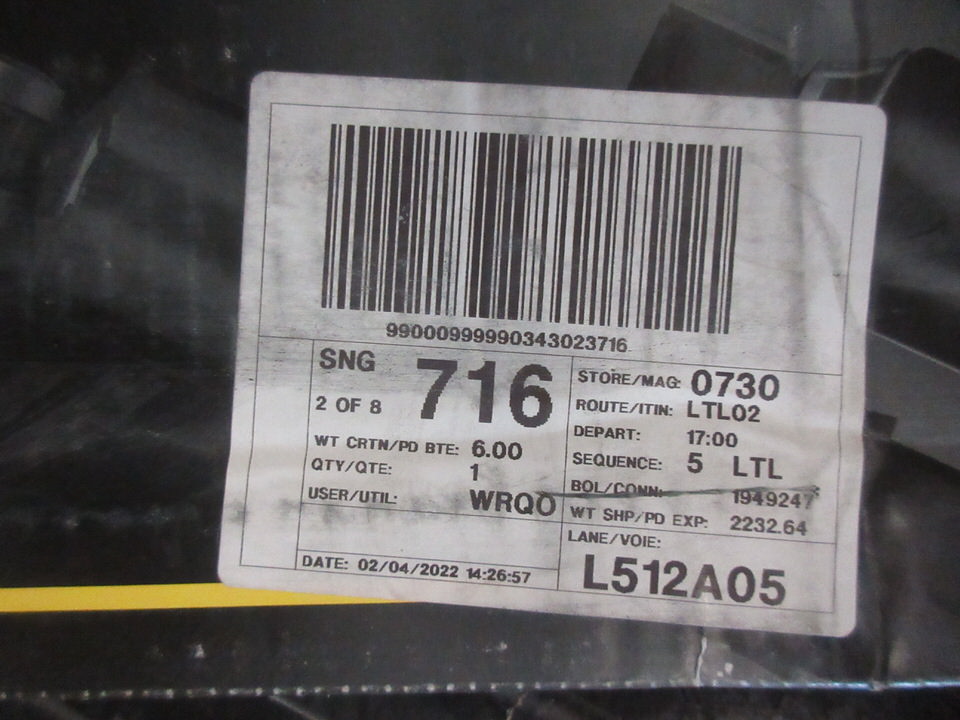 99000999990343023716
SNG 716
2 OF 8
WT CRTN/PD BTE: 6.00
QTY/QTE: 1
USER/UTIL: WRQO
DATE: 02/04/2022 14:26:57
STORE/MAG: 0730
ROUTE/ITIN: LTL02
DEPART: 17:00
SEQUENCE: 5 LTL
BOL/CONN: 1949247
WT SHP/PD EXP: 2232.64
LANE/VOIE:
L512A05